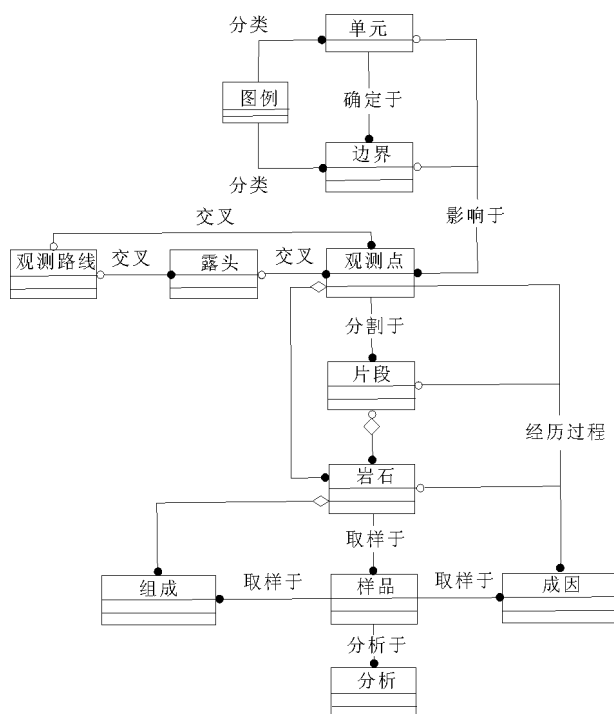 分类
单元
图例
确定于
边界
分类
交叉
影响于
观测路线
交叉
露头
交叉
观测点
分割于
片段
经历过程
岩石
取样于
组成
取样于
样品
取样于
成因
分析于
分析